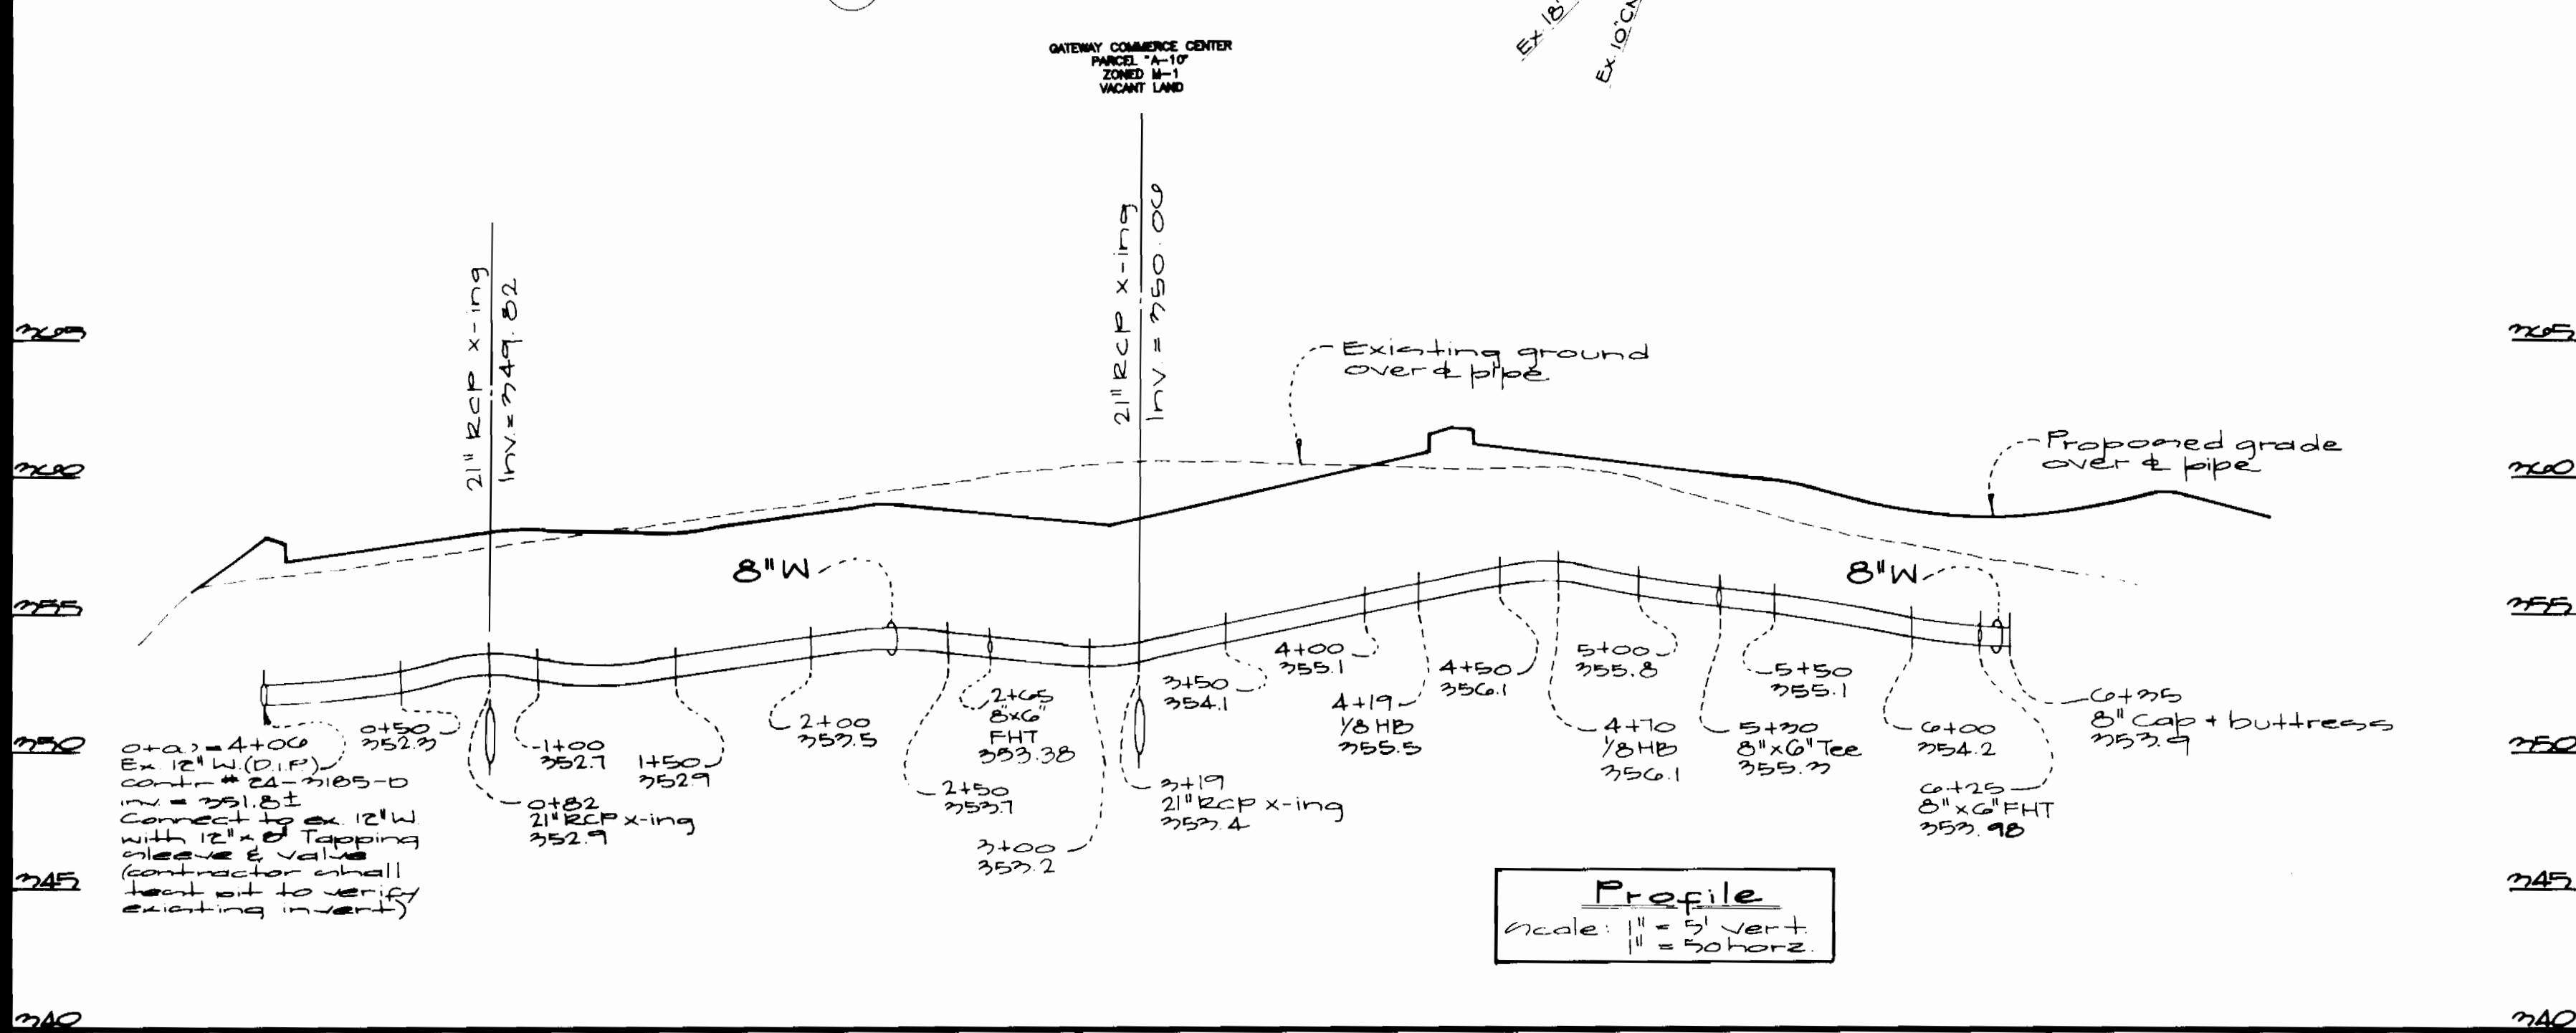 GATEWAY COMMERCE CENTER
PARCEL "A-10"
ZONED M-1
VACANT LAND
Ex 18"
Ex. 10"
21" RCP x-ing
Inv.= 349.82
21" RCP x-ing
Inv = 350.06
365
365
Existing ground
over ℄ pipe
Proposed grade
over ℄ pipe
360
360
8"W
8"W
355
355
350
350
0+50
352.3
1+00
352.7
1+50
352.9
2+00
353.5
2+65
8"x6"
FHT
353.38
3+50
354.1
4+00
355.1
4+19
1/8 HB
355.5
4+50
356.1
5+00
355.8
4+70
1/8 HB
356.1
5+30
8"x6" Tee
355.3
5+50
355.1
6+00
354.2
6+35
8" Cap + buttress
353.9
= 4+06
Ex. 12" W.(D.I.P.)
contr # 24-3185-D
inv. = 351.8±
Connect to ex. 12"W.
with 12"x 8" Tapping
sleeve & valve
(contractor shall
test pit to verify
existing invert)
0+82
21" RCP x-ing
352.9
2+50
353.7
3+00
353.2
3+19
21" RCP x-ing
353.4
6+25
8"x6" FHT
353.98
345
345
Profile
scale: 1" = 5' vert.
1" = 50 horz.
340
340